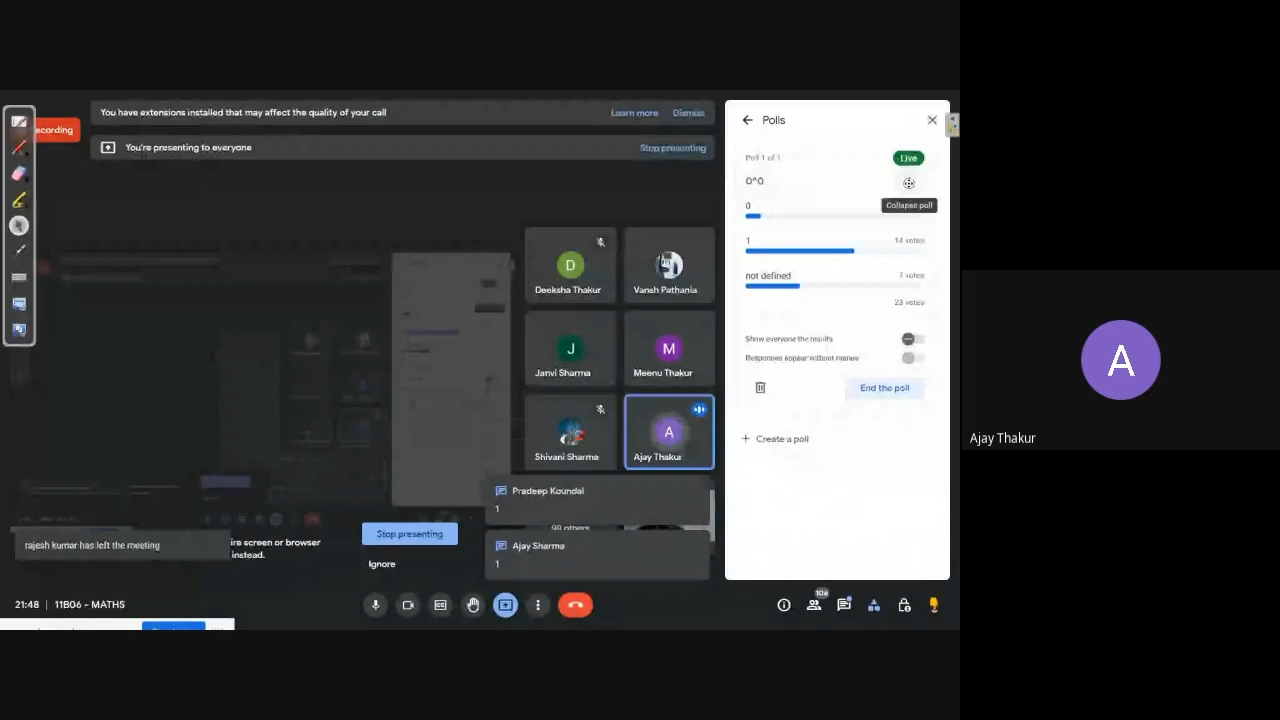 You have extensions installed that may affect the quality of your call
Learn more
Dismiss
ecording
You're presenting to everyone
Stop presenting
Polls
Poll 1 of 1
Live
0^0
Collapse poll
0
1
14 votes
not defined
7 votes
23 votes
Show everyone the results
Responses appear without names
End the poll
+ Create a poll
D
Deeksha Thakur
Vansh Pathania
J
Janvi Sharma
M
Meenu Thakur
Shivani Sharma
A
Ajay Thakur
Pradeep Koundal
1
98 others
Ajay Sharma
1
rajesh kumar has left the meeting
ire screen or browser
instead.
Stop presenting
Ignore
21:48 | 11B06 - MATHS
106
A
Ajay Thakur